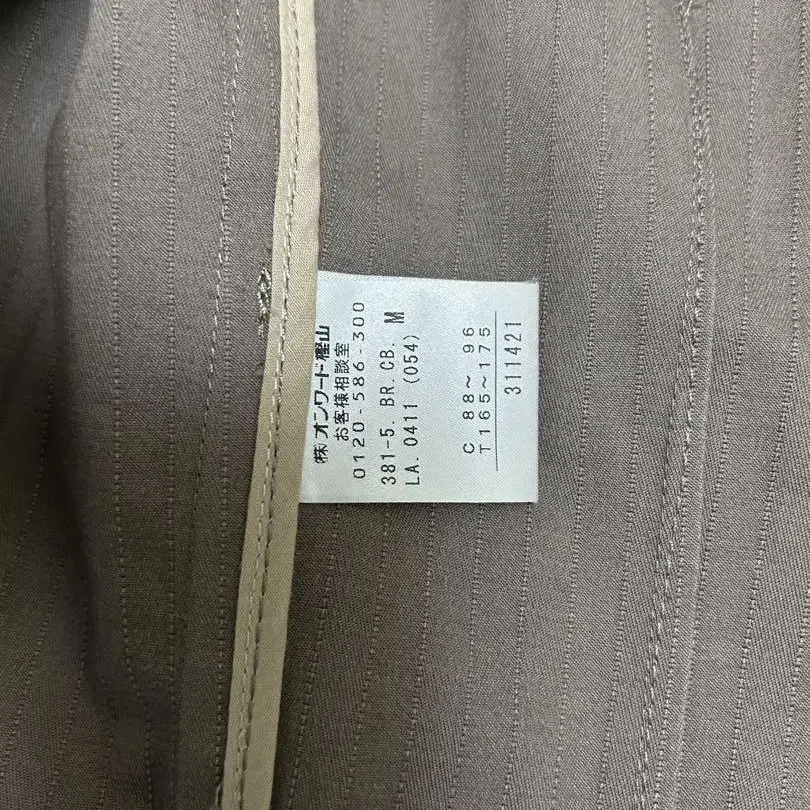 (株)オンワード樫山
お客様相談室
0120-586-300
381-5. BR.CB. M
LA. 0411 (054)
C 88~ 96
T165~175
311421